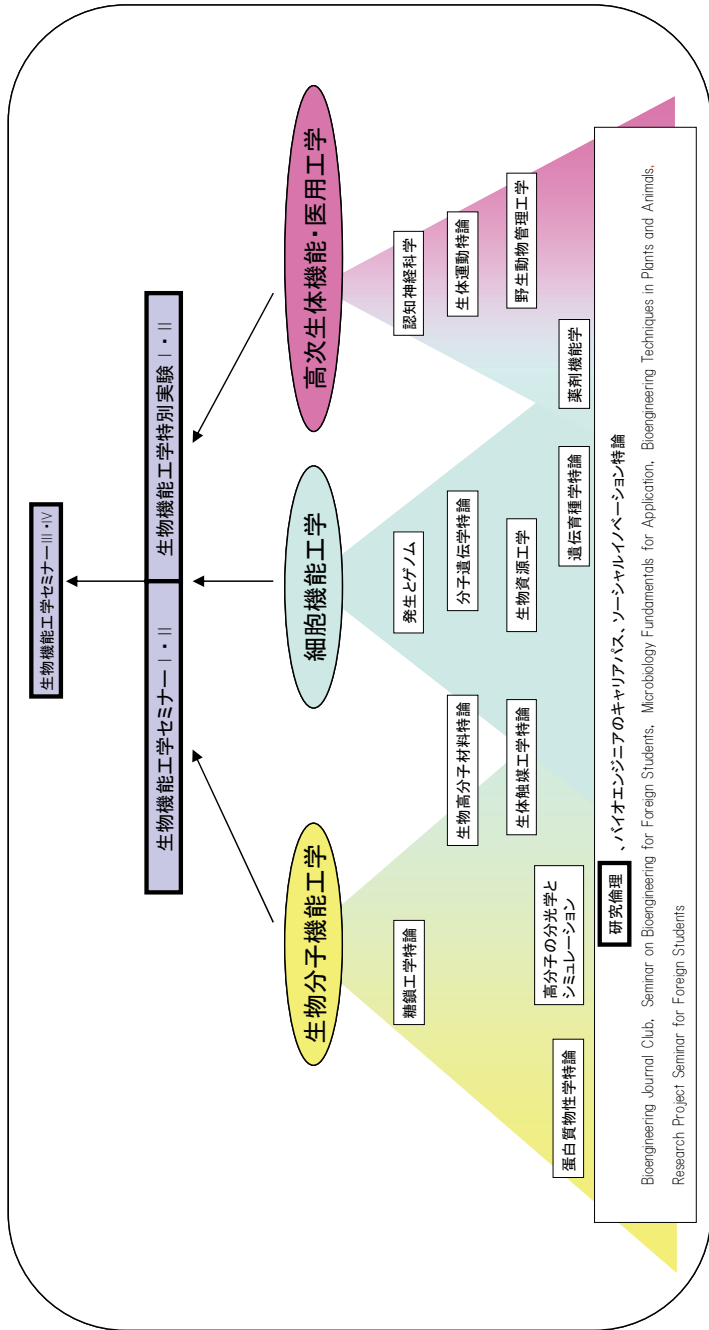 生物機能工学セミナーⅢ・Ⅳ
生物機能工学セミナーⅠ・Ⅱ
生物機能工学特別実験Ⅰ・Ⅱ
生物分子機能工学
細胞機能工学
高次生体機能・医用工学
糖鎖工学特論
発生とゲノム
認知神経科学
生物高分子材料特論
分子遺伝学特論
生体運動特論
生体触媒工学特論
生物資源工学
野生動物管理工学
蛋白質物性学特論
高分子の分光学と
シミュレーション
遺伝育種学特論
薬剤機能学
研究倫理、バイオエンジニアのキャリアパス、ソーシャルイノベーション特論
Bioengineering Journal Club, Seminar on Bioengineering for Foreign Students, Microbiology Fundamentals for Application, Bioengineering Techniques in Plants and Animals,
Research Project Seminar for Foreign Students